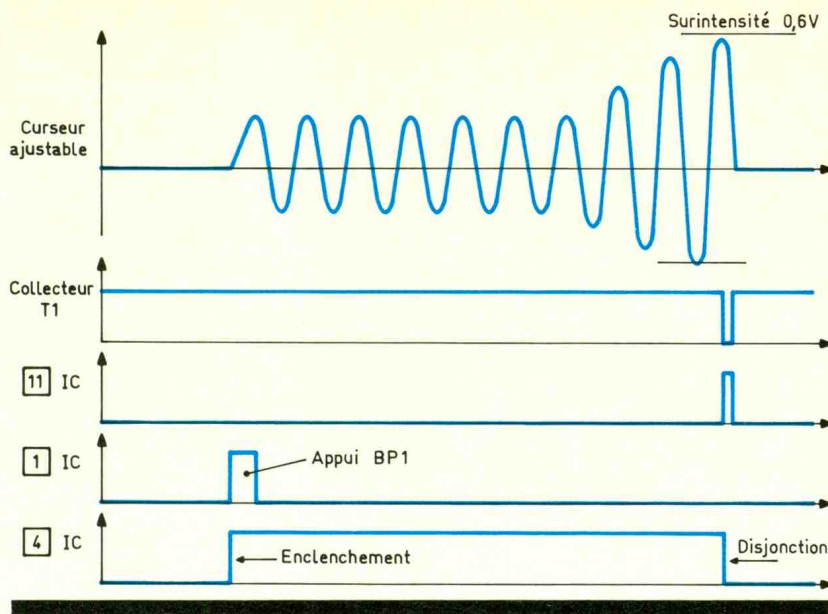 Surintensité 0,6V
Curseur
ajustable
Collecteur
T1
11 IC
1 IC
Appui BP1
4 IC
Enclenchement
Disjonction